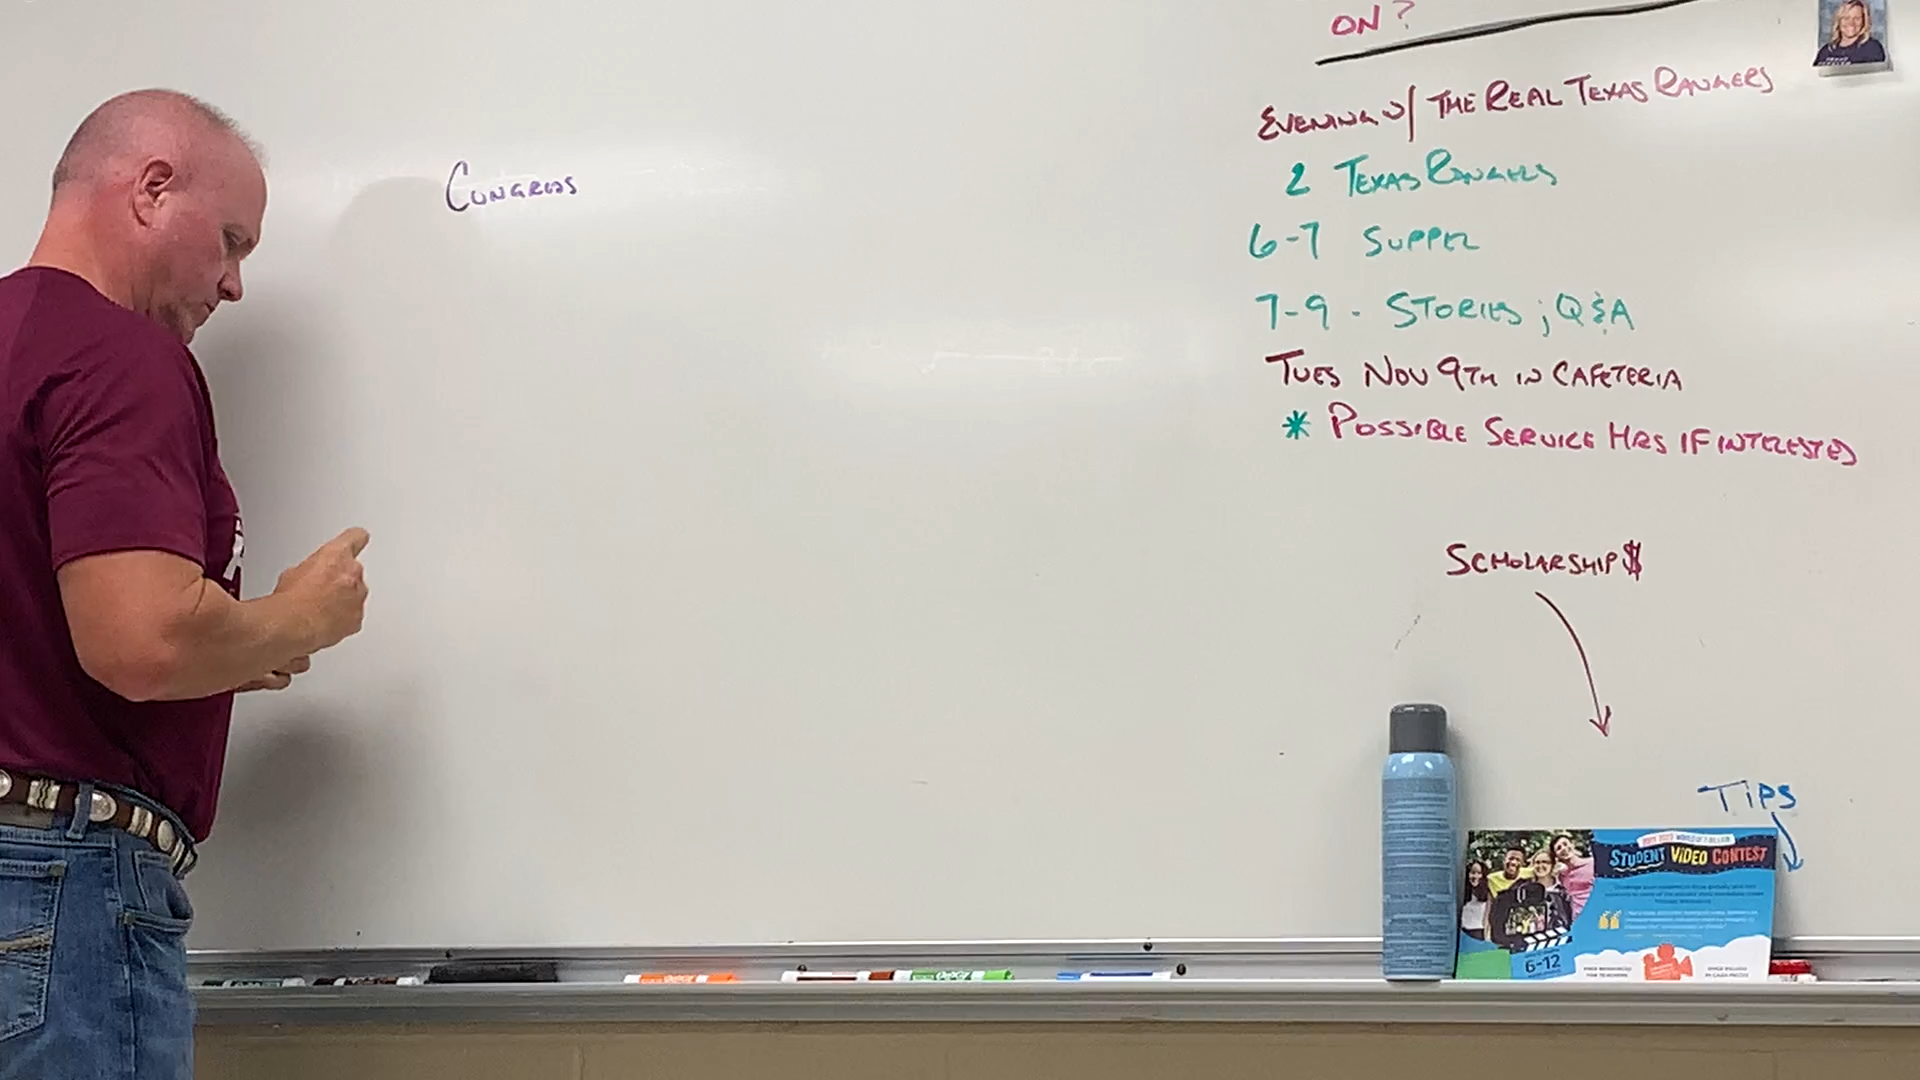 ON?
EVENING W/ THE REAL TEXAS RANGERS
2 TEXAS RANGERS
6-7 SUPPER
7-9 - STORIES ; Q&A
TUES NOV 9TH IN CAFETERIA
* POSSIBLE SERVICE HRS IF INTERESTED
CONGRESS
SCHOLARSHIP$
TIPS
STUDENT VIDEO CONTEST
6-12